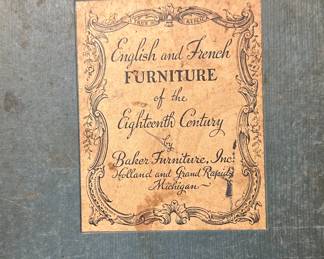 English and French
FURNITURE
of the
Eighteenth Century
by
Baker Furniture, Inc.
Holland and Grand Rapids
Michigan